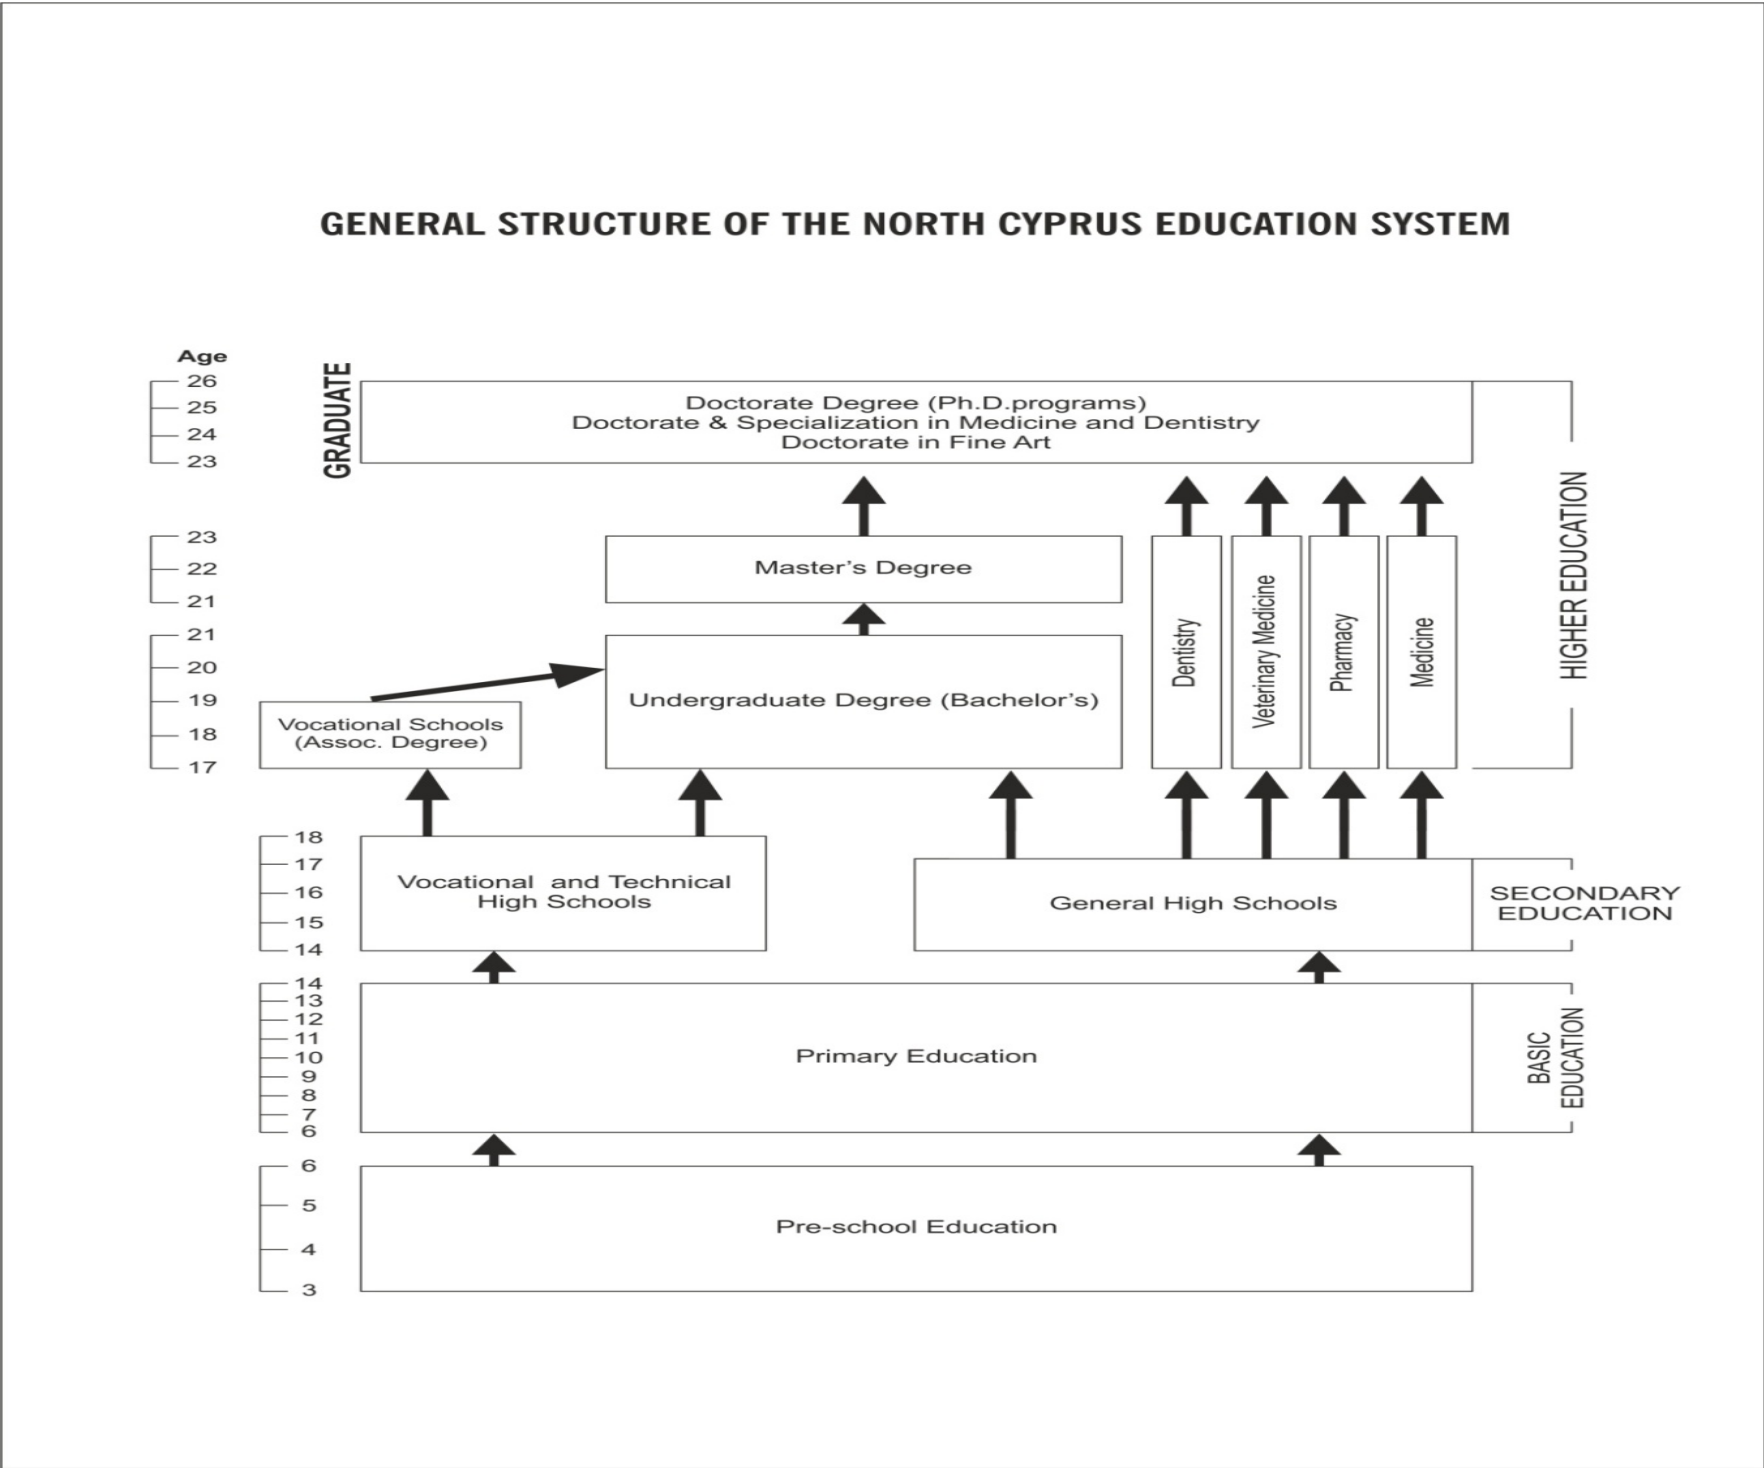 GENERAL STRUCTURE OF THE NORTH CYPRUS EDUCATION SYSTEM
Age
26
25
24
23
GRADUATE
Doctorate Degree (Ph.D.programs)
Doctorate & Specialization in Medicine and Dentistry
Doctorate in Fine Art
HIGHER EDUCATION
23
22
21
Master's Degree
21
20
19
18
17
Vocational Schools
(Assoc. Degree)
Undergraduate Degree (Bachelor's)
Dentistry
Veterinary Medicine
Pharmacy
Medicine
18
17
16
15
14
Vocational and Technical
High Schools
General High Schools
SECONDARY
EDUCATION
14
13
12
11
10
9
8
7
6
Primary Education
BASIC
EDUCATION
6
5
4
3
Pre-school Education